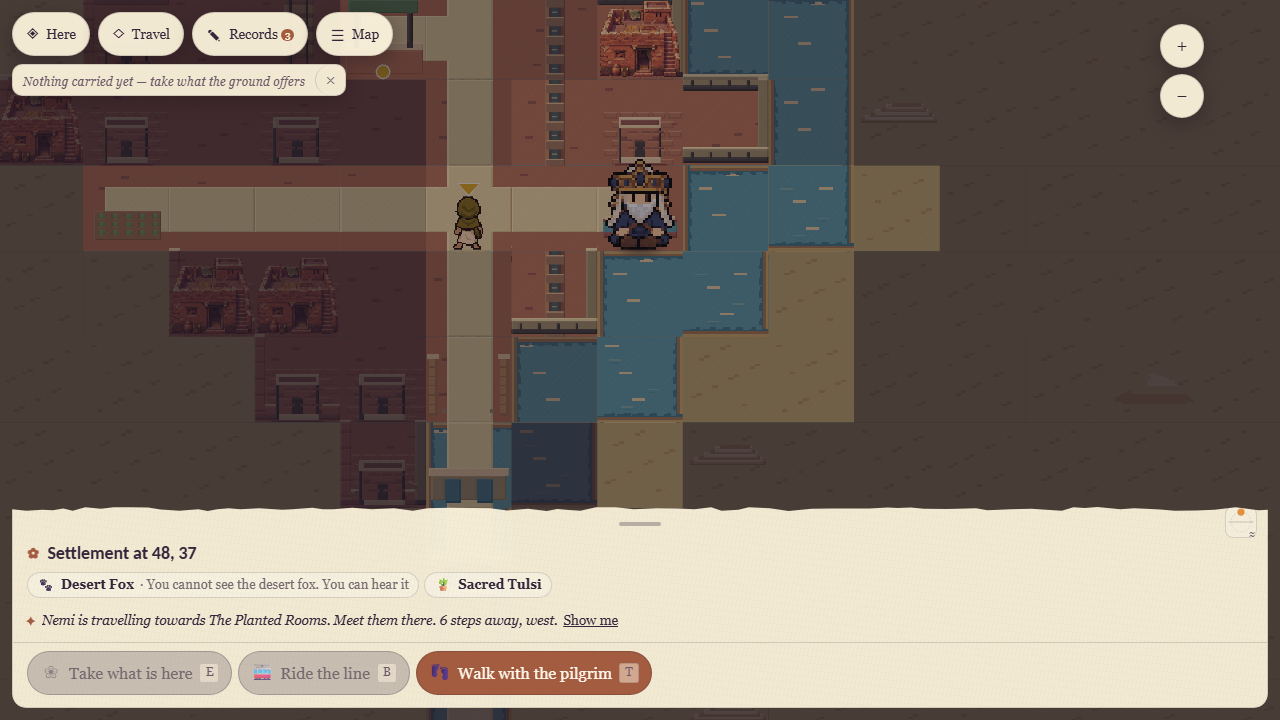 Here
Travel
Records 3
Map
Nothing carried yet — take what the ground offers ×
+
−
Settlement at 48, 37
Desert Fox · You cannot see the desert fox. You can hear it
Sacred Tulsi
Nemi is travelling towards The Planted Rooms. Meet them there. 6 steps away, west. Show me
Take what is here E
Ride the line B
Walk with the pilgrim T